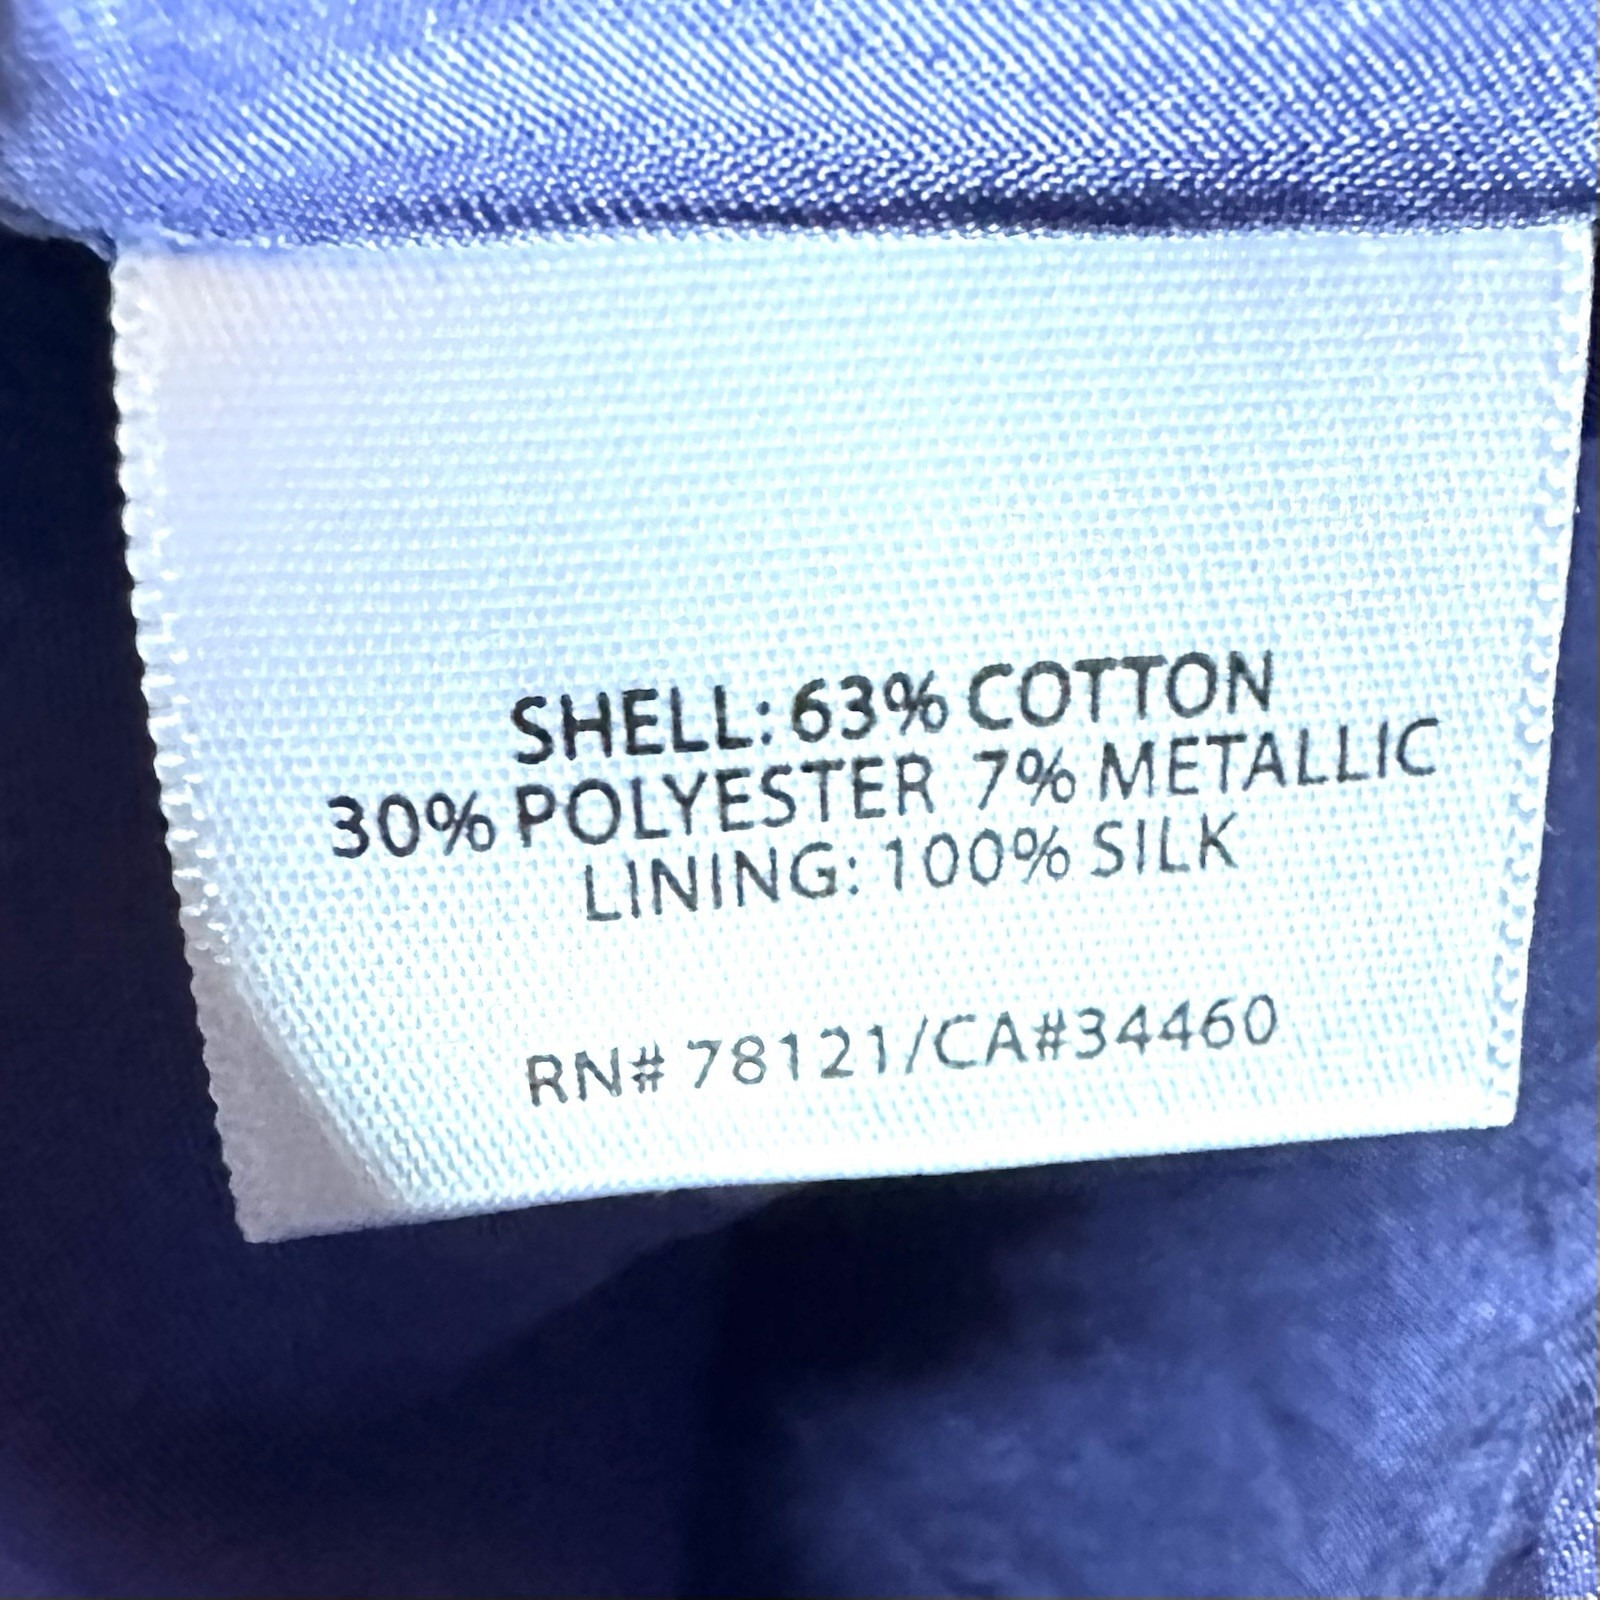 SHELL: 63% COTTON
30% POLYESTER 7% METALLIC
LINING: 100% SILK
RN# 78121/CA#34460